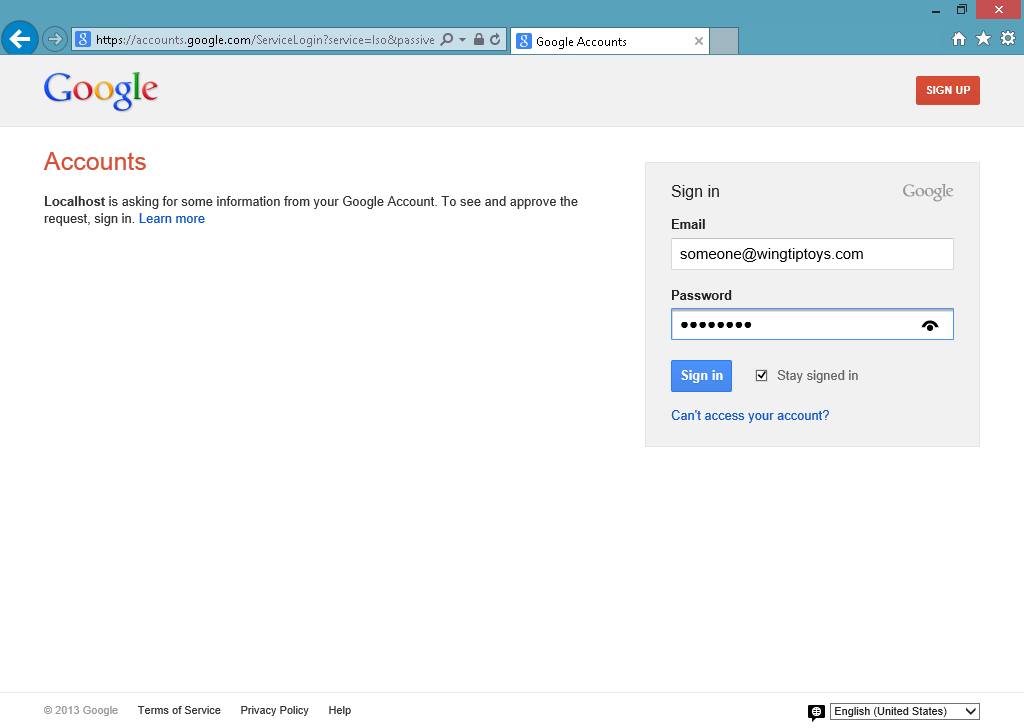 https://accounts.google.com/ServiceLogin?service=lso&passive
Google Accounts
Google
SIGN UP
Accounts
Localhost is asking for some information from your Google Account. To see and approve the
request, sign in. Learn more
Sign in
Google
Email
someone@wingtiptoys.com
Password
Sign in
Stay signed in
Can't access your account?
© 2013 Google
Terms of Service
Privacy Policy
Help
English (United States)